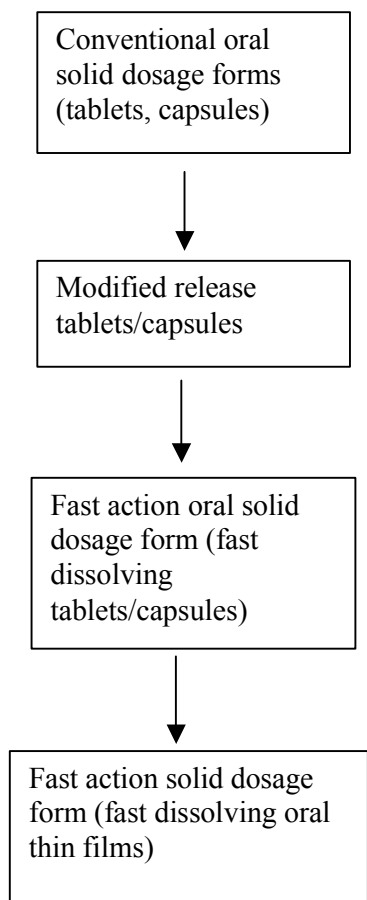 Conventional oral
solid dosage forms
(tablets, capsules)
Modified release
tablets/capsules
Fast action oral solid
dosage form (fast
dissolving
tablets/capsules)
Fast action solid dosage
form (fast dissolving oral
thin films)